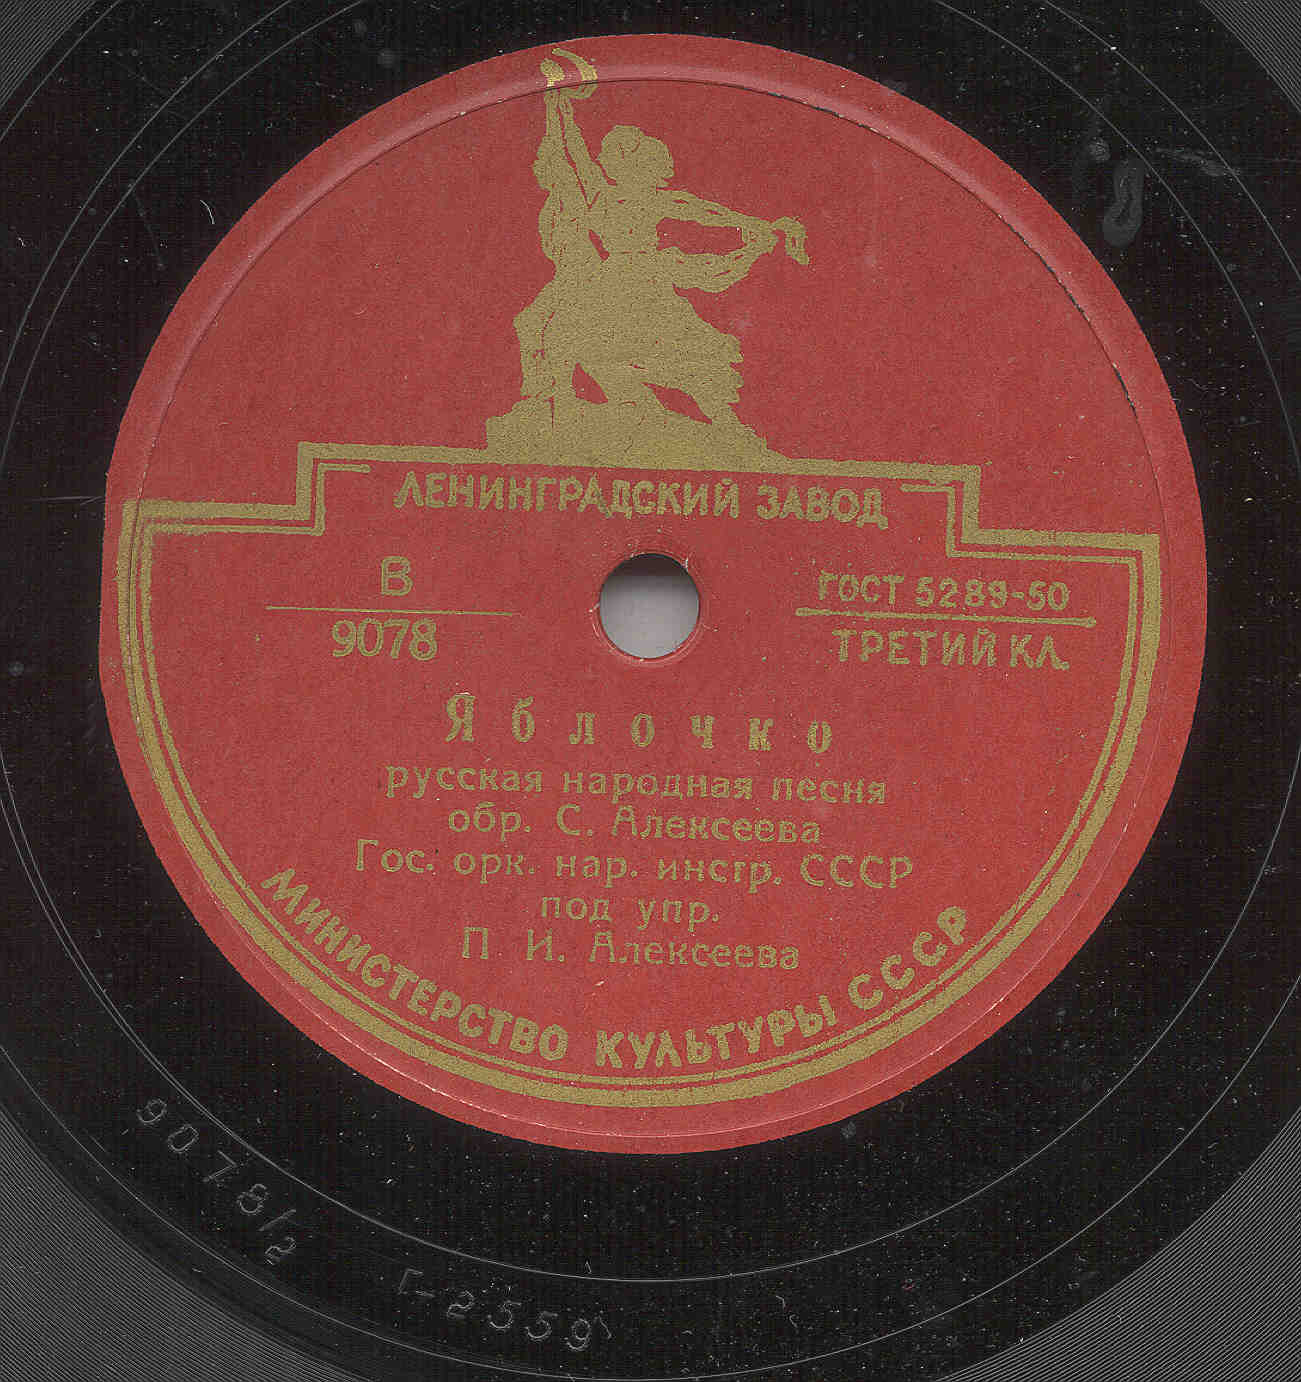 ЛЕНИНГРАДСКИЙ ЗАВОД
В
9078
ГОСТ 5289-50
ТРЕТИЙ КЛ.
Яблочко
русская народная песня
обр. С. Алексеева
Гос. орк. нар. инстр. СССР
под упр.
П. И. Алексеева
МИНИСТЕРСТВО КУЛЬТУРЫ СССР
9078/2
Г-2559